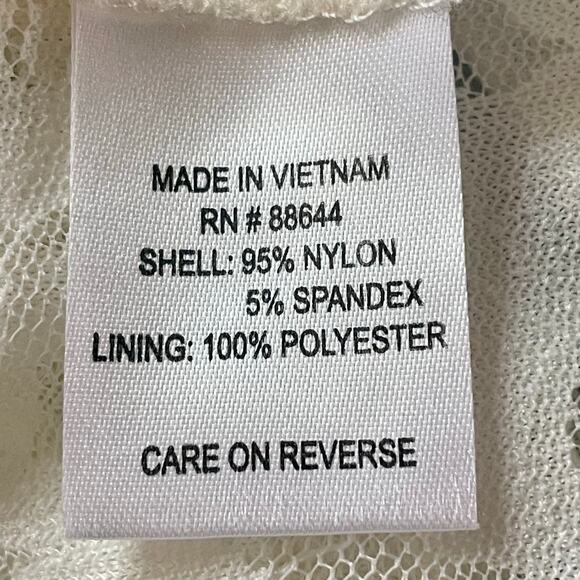 MADE IN VIETNAM
RN # 88644
SHELL: 95% NYLON
5% SPANDEX
LINING: 100% POLYESTER
CARE ON REVERSE